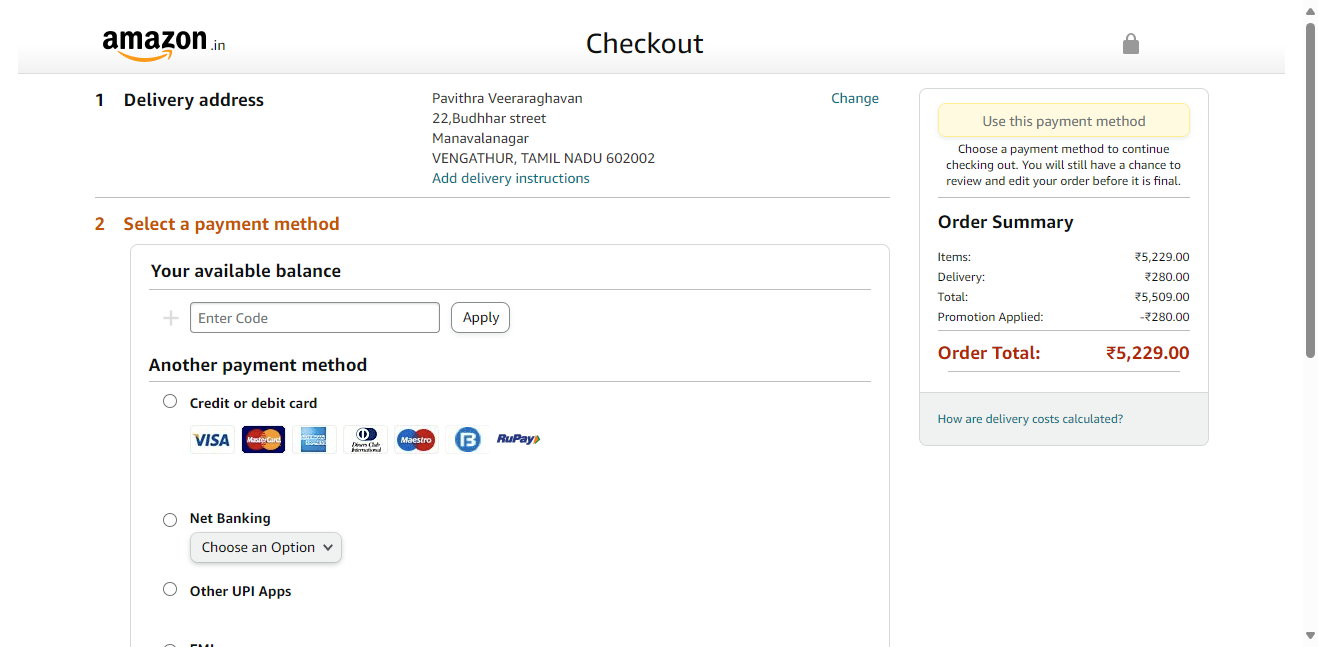 amazon.in
Checkout
1 Delivery address
Pavithra Veeraraghavan
22,Budhhar street
Manavalanagar
VENGATHUR, TAMIL NADU 602002
Add delivery instructions
Change
2 Select a payment method
Your available balance
Enter Code
Apply
Another payment method
Credit or debit card
VISA MasterCard AMERICAN EXPRESS Diners Club International Maestro B RuPay
Net Banking
Choose an Option
Other UPI Apps
EMI
Use this payment method
Choose a payment method to continue
checking out. You will still have a chance to
review and edit your order before it is final.
Order Summary
Items: ₹5,229.00
Delivery: ₹280.00
Total: ₹5,509.00
Promotion Applied: -₹280.00
Order Total: ₹5,229.00
How are delivery costs calculated?